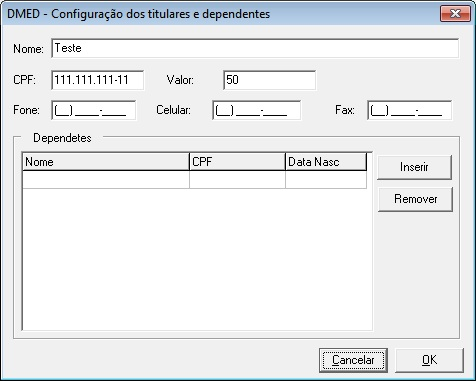 DMED - Configuração dos titulares e dependentes
Nome: Teste
CPF: 111.111.111-11 Valor: 50
Fone: (__) ____-____ Celular: (__) ____-____ Fax: (__) ____-____
Dependetes
Nome CPF Data Nasc
Inserir
Remover
Cancelar OK